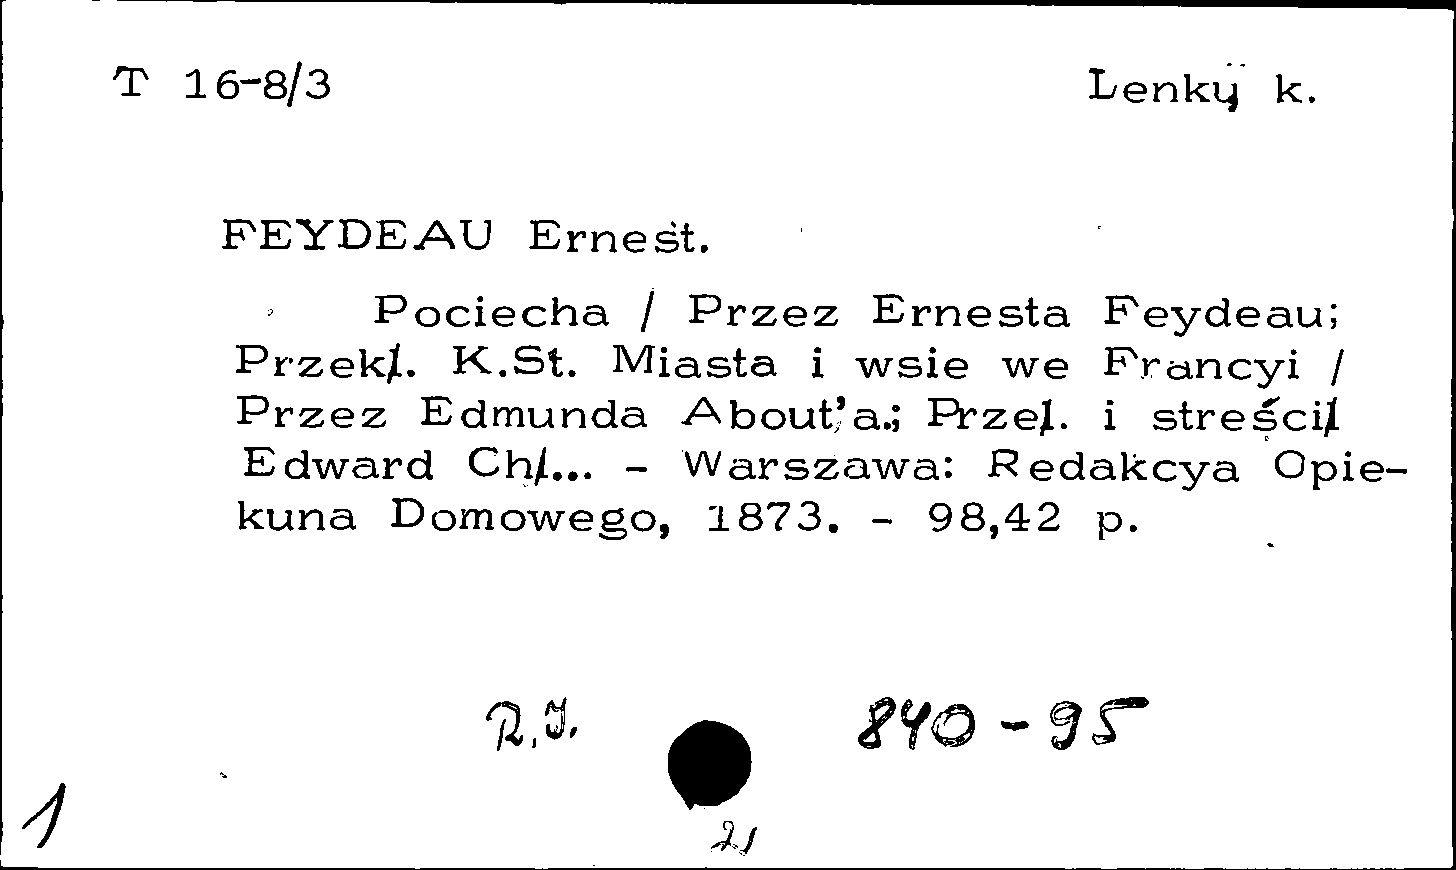 T 16-8/3 Lenkų k.
FEYDEAU Ernest.
Pociecha / Przez Ernesta Feydeau;
Przekł. K.St. Miasta i wsie we Francyi /
Przez Edmunda About'a.; Przeł. i streścił
Edward Chł... - Warszawa: Redakcya Opie-
kuna Domowego, 1873. - 98,42 p.
R.J. 840-95
1
21